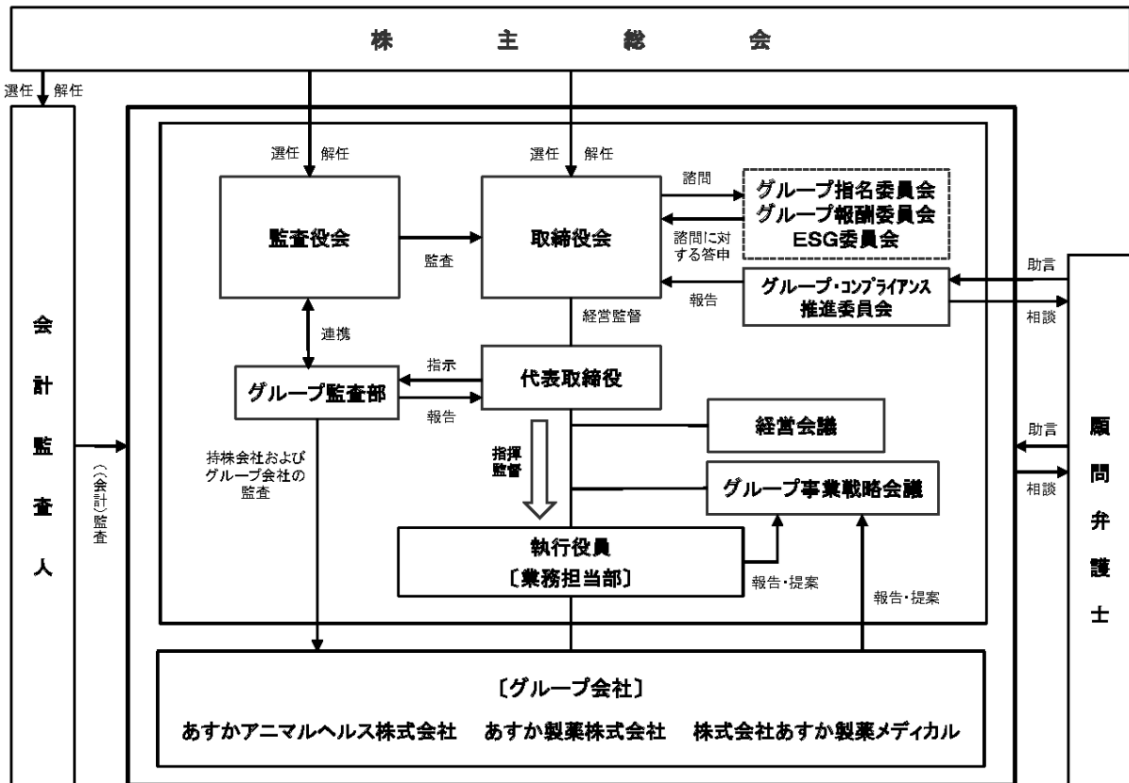 株主総会
選任 解任
選任 解任
選任 解任
監査役会
監査
取締役会
諮問
諮問に対
する答申
グループ指名委員会
グループ報酬委員会
ESG委員会
報告
グループ・コンプライアンス
推進委員会
助言
相談
経営監督
連携
グループ監査部
指示
報告
代表取締役
経営会議
指揮
監督
グループ事業戦略会議
持株会社および
グループ会社の
監査
執行役員
〔業務担当部〕
報告・提案
報告・提案
助言
相談
会計監査人
(（会計）監査
顧問弁護士
〔グループ会社〕
あすかアニマルヘルス株式会社 あすか製薬株式会社 株式会社あすか製薬メディカル